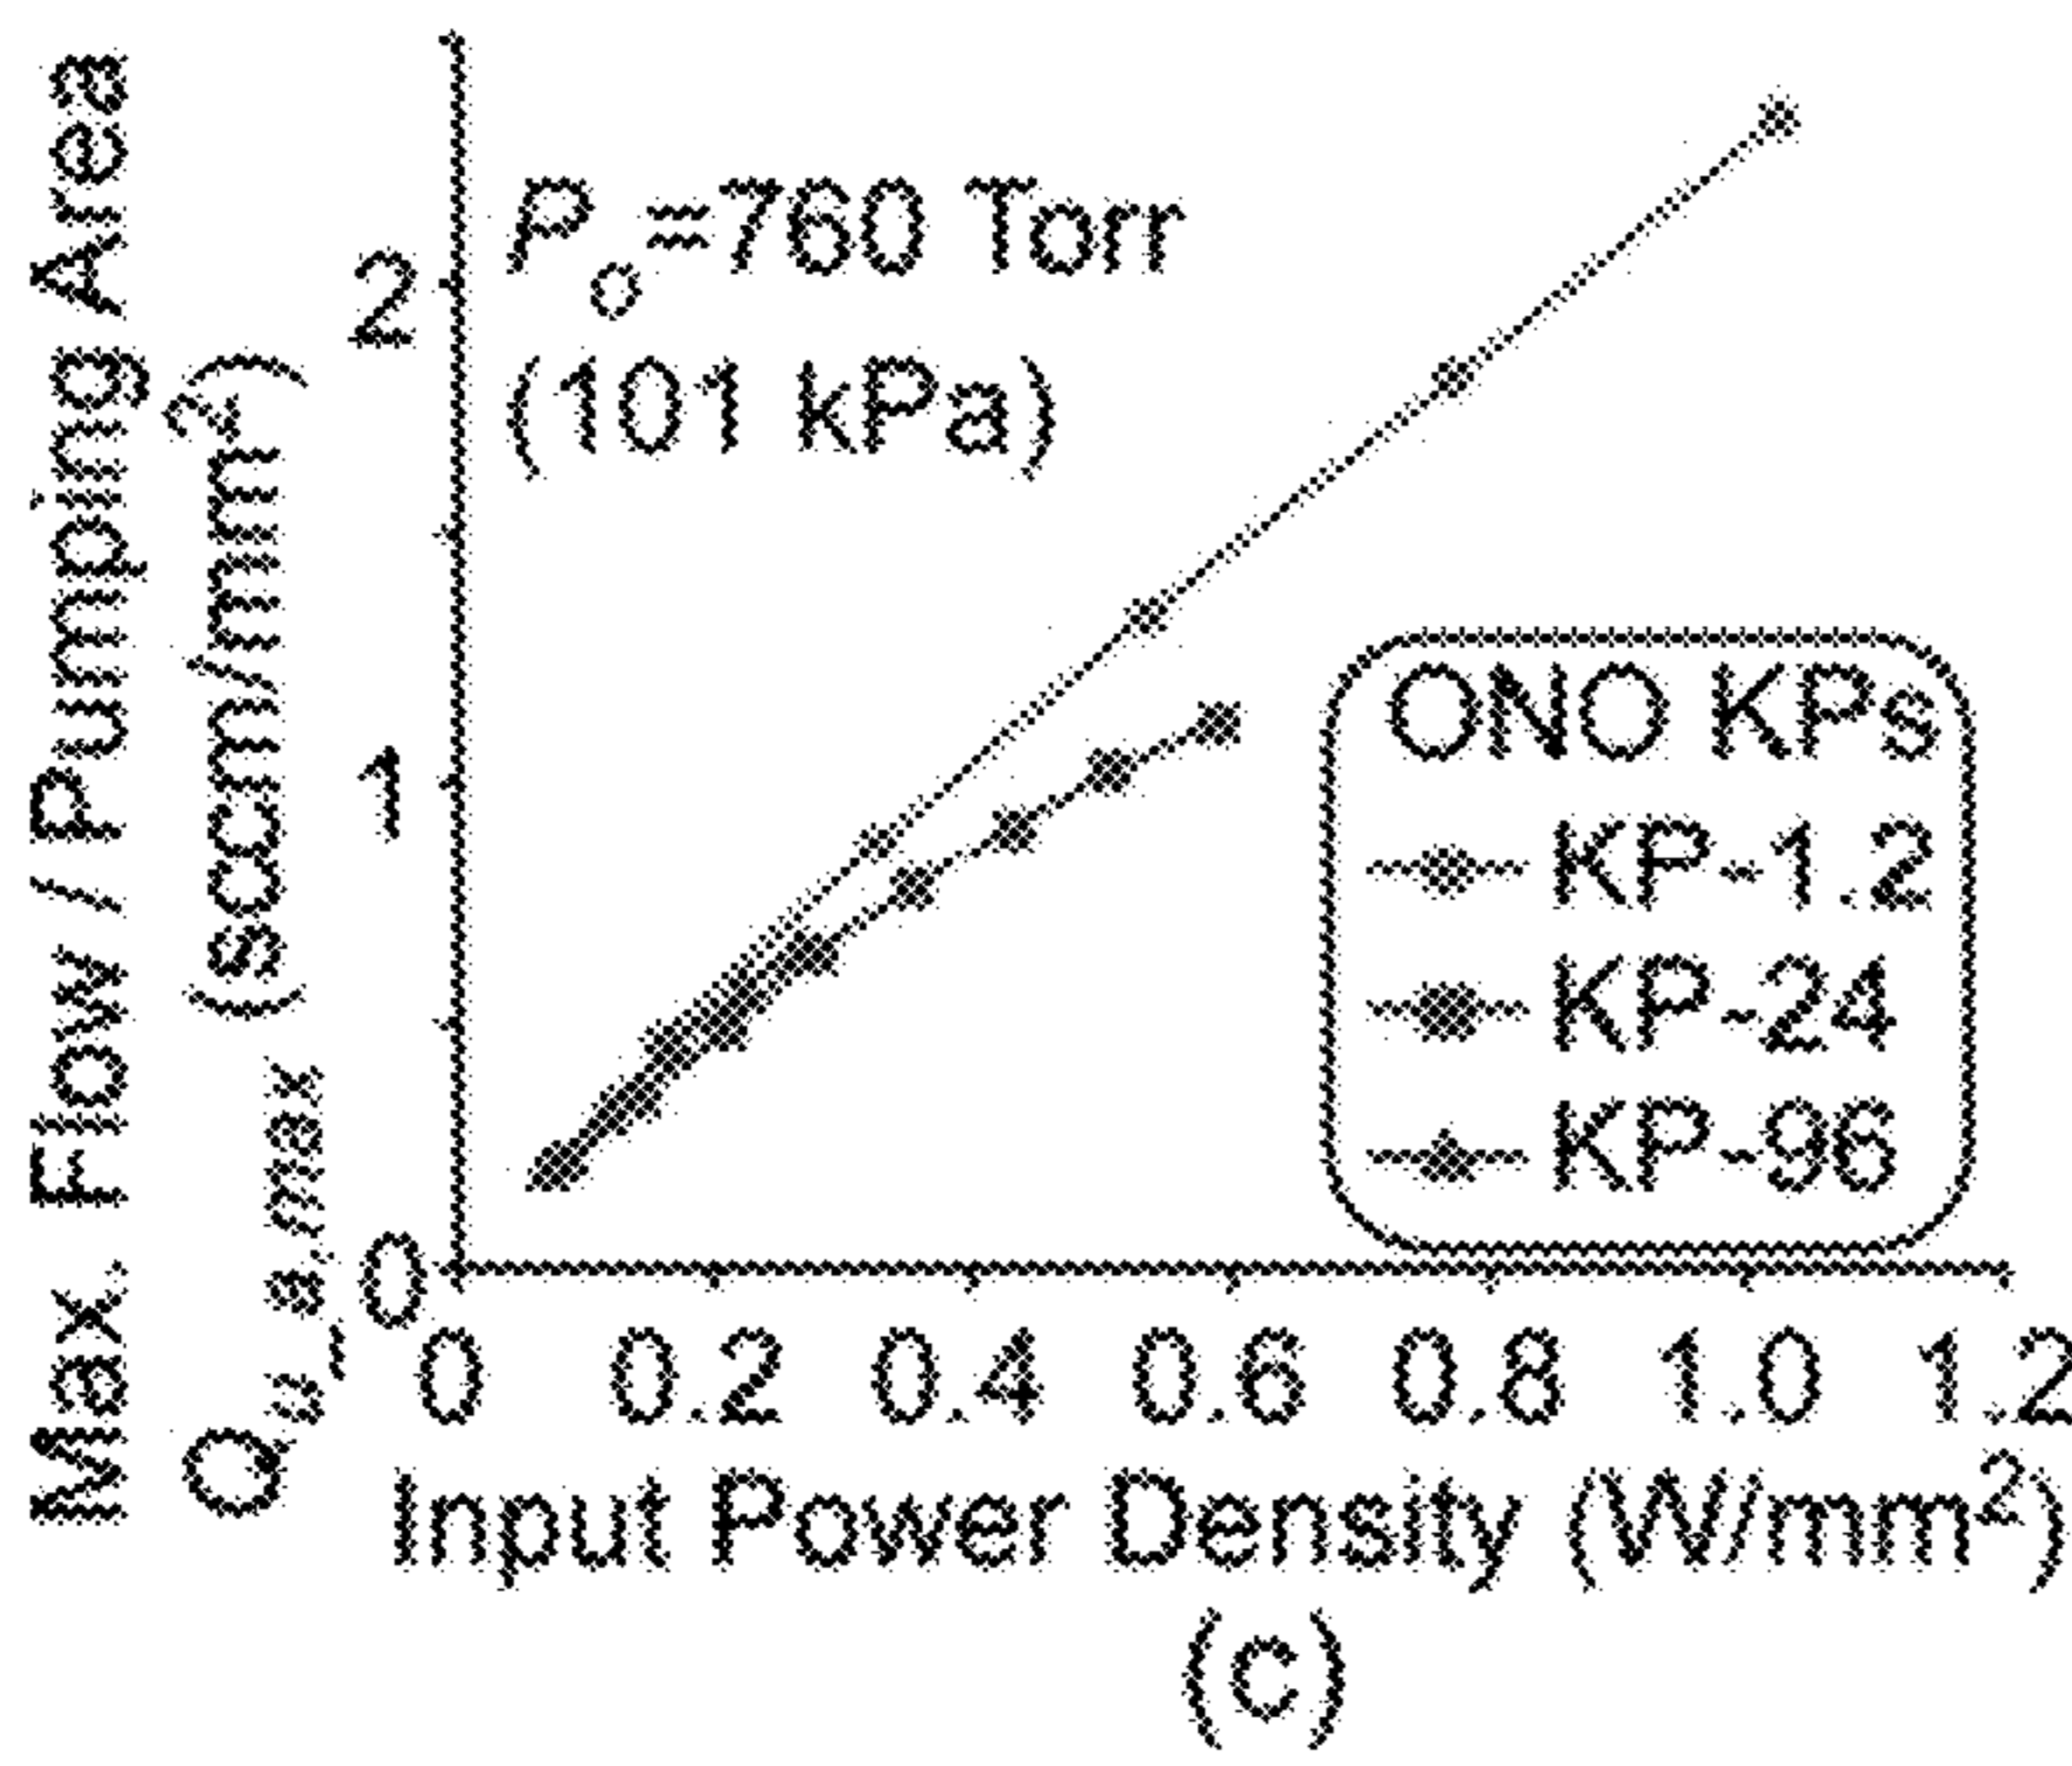 Max. Flow / Pumping Area
Qu_a,max (sccm/mm²)
2
1
0
Po=760 Torr
(101 kPa)
ONO KPs
KP-1.2
KP-24
KP-96
0 0.2 0.4 0.6 0.8 1.0 1.2
Input Power Density (W/mm²)
(c)